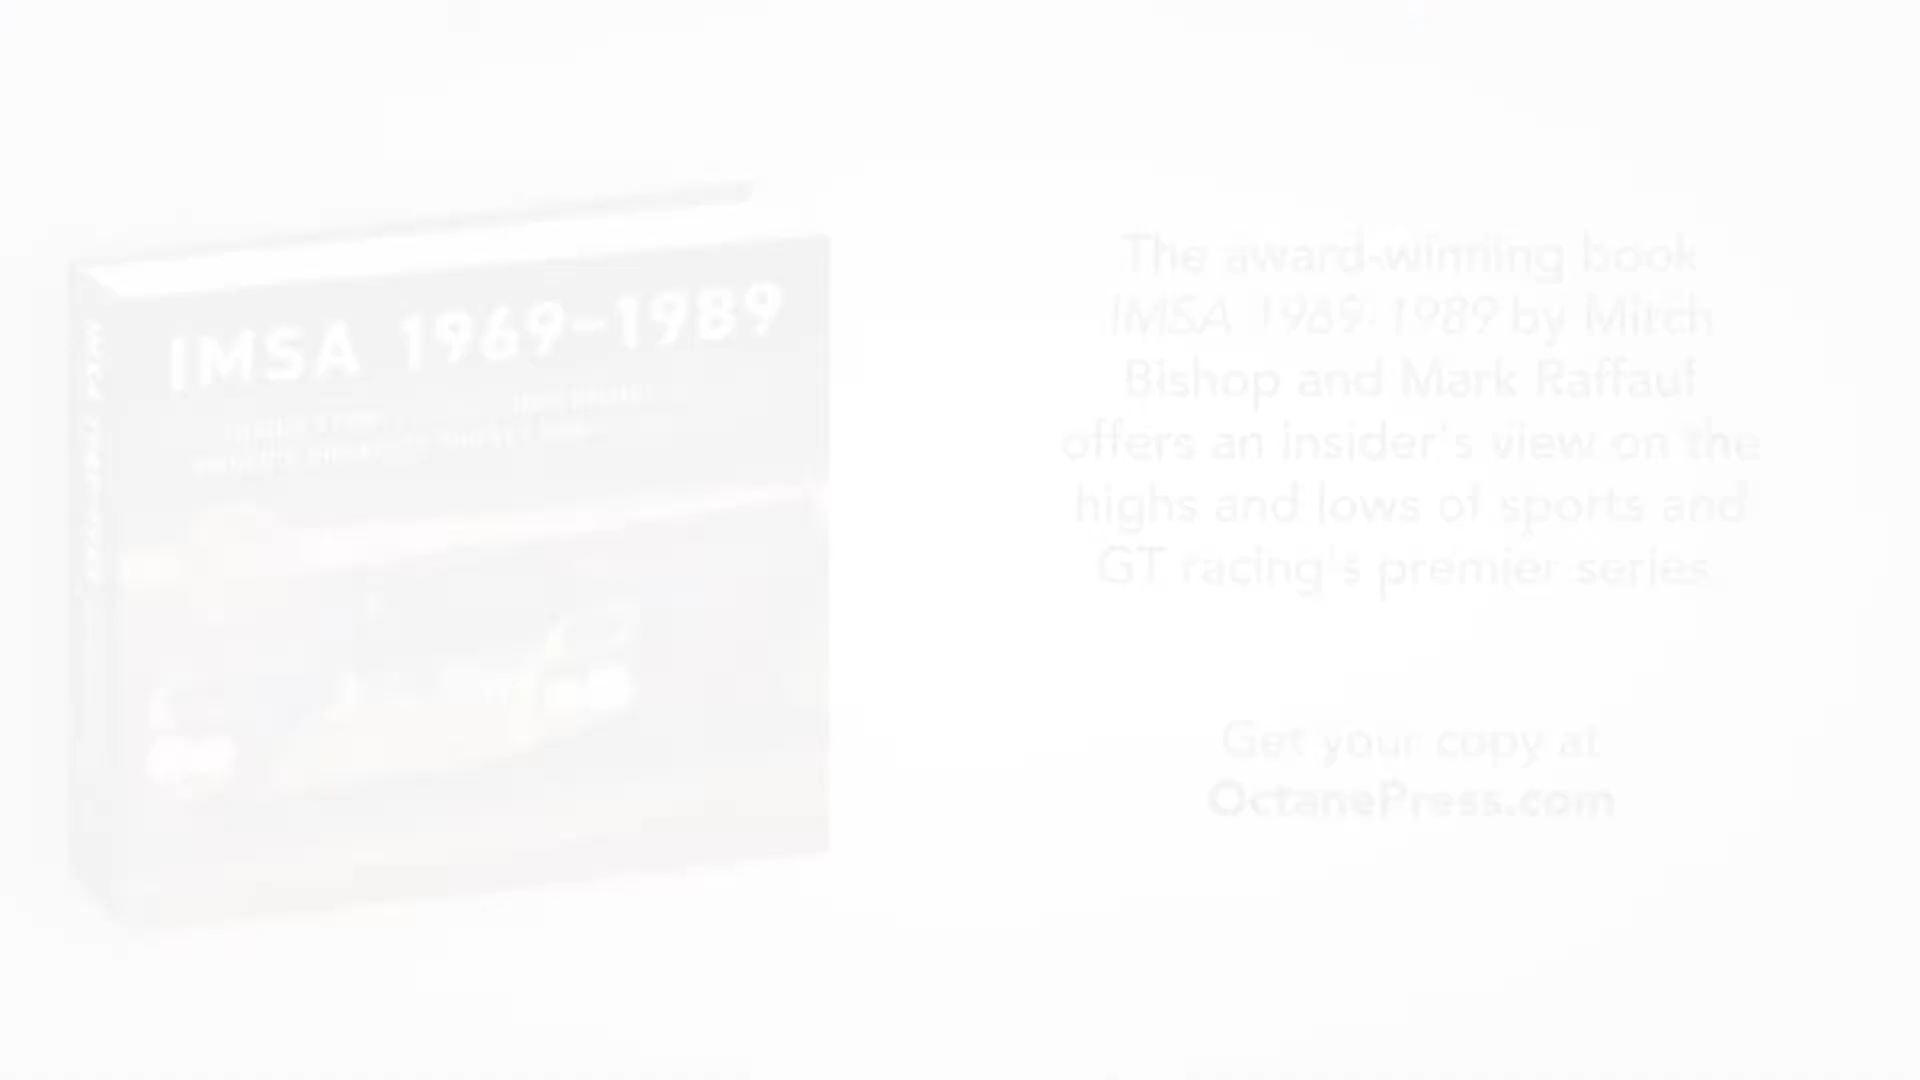 IMSA 1969–1989
The award-winning book
IMSA 1969-1989 by Mitch
Bishop and Mark Raffauf
offers an insider's view on the
highs and lows of sports and
GT racing's premier series.
Get your copy at
OctanePress.com